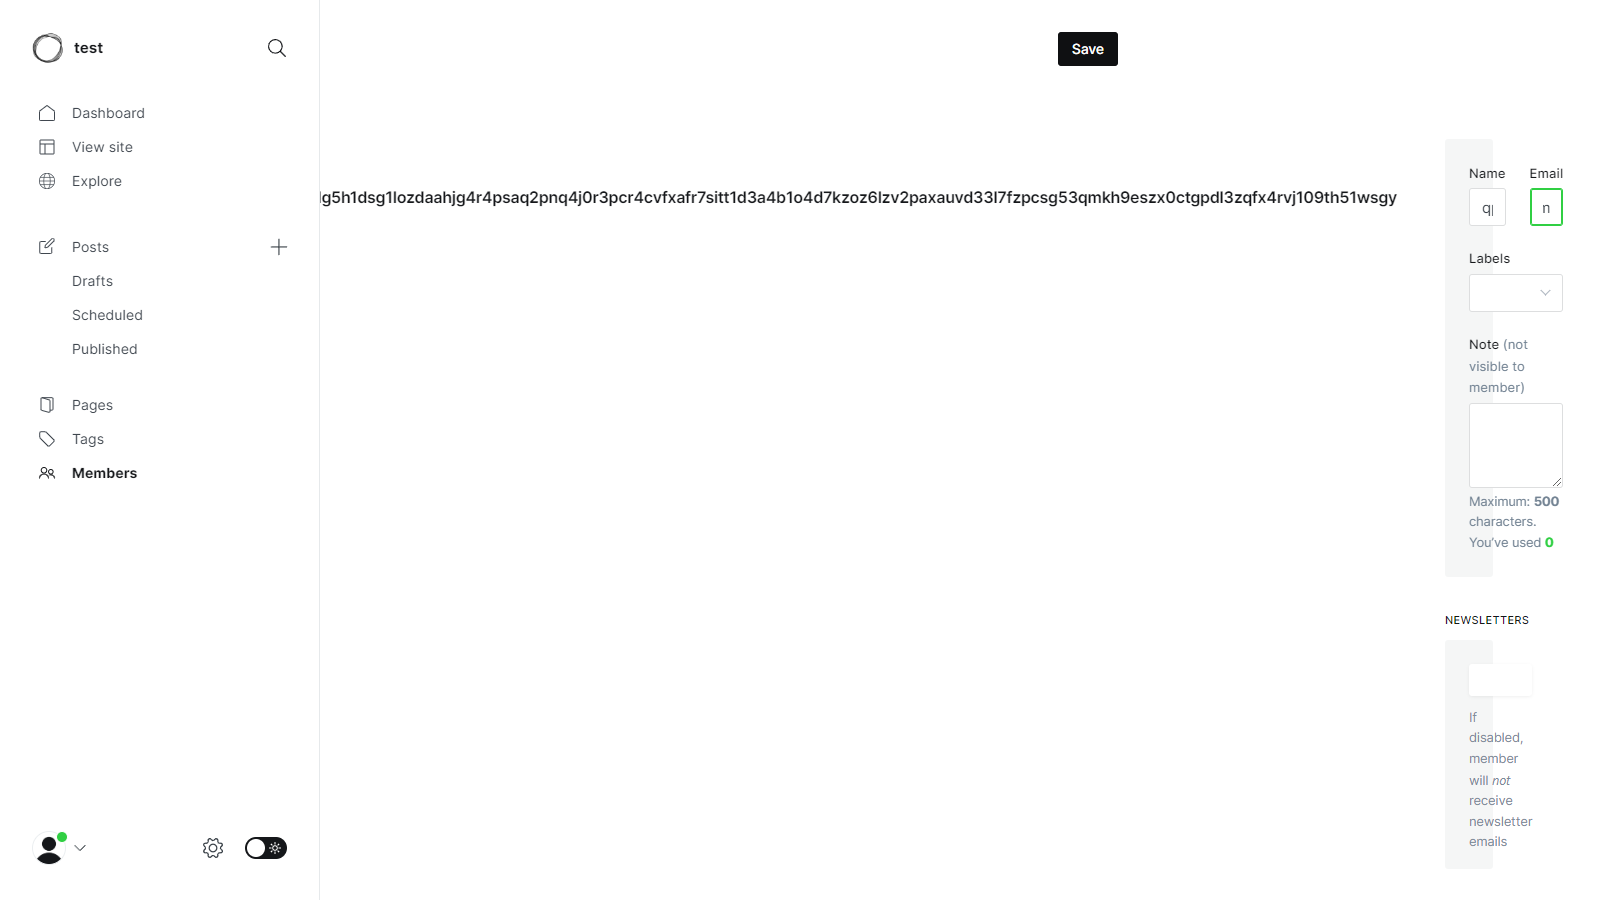 test
Dashboard
View site
Explore
Posts
Drafts
Scheduled
Published
Pages
Tags
Members
Save
lg5h1dsg1lozdaahjg4r4psaq2pnq4j0r3pcr4cvfxafr7sitt1d3a4b1o4d7kzoz6lzv2paxauvd33l7fzpcsg53qmkh9eszx0ctgpdl3zqfx4rvj109th51wsgy
Name Email
n
Labels
Note (not
visible to
member)
Maximum: 500
characters.
You've used 0
NEWSLETTERS
If
disabled,
member
will not
receive
newsletter
emails